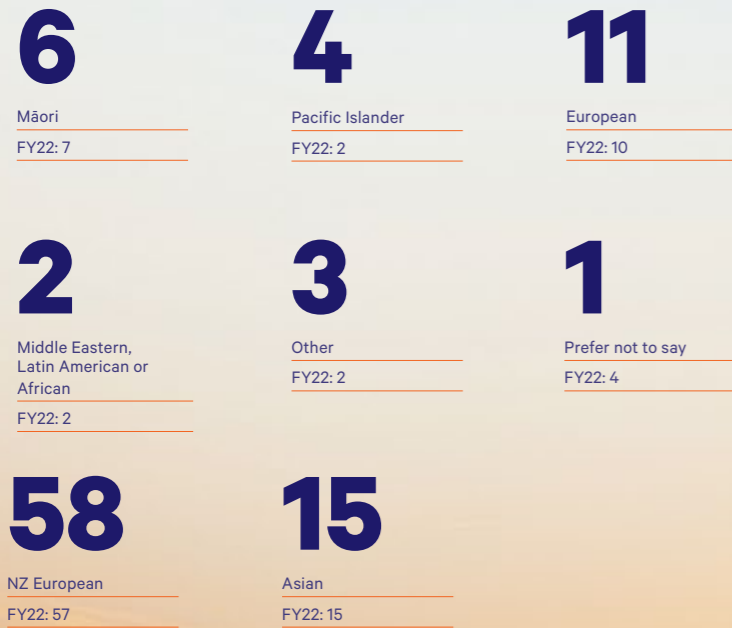 6
Māori
FY22: 7
4
Pacific Islander
FY22: 2
11
European
FY22: 10
2
Middle Eastern,
Latin American or
African
FY22: 2
3
Other
FY22: 2
1
Prefer not to say
FY22: 4
58
NZ European
FY22: 57
15
Asian
FY22: 15